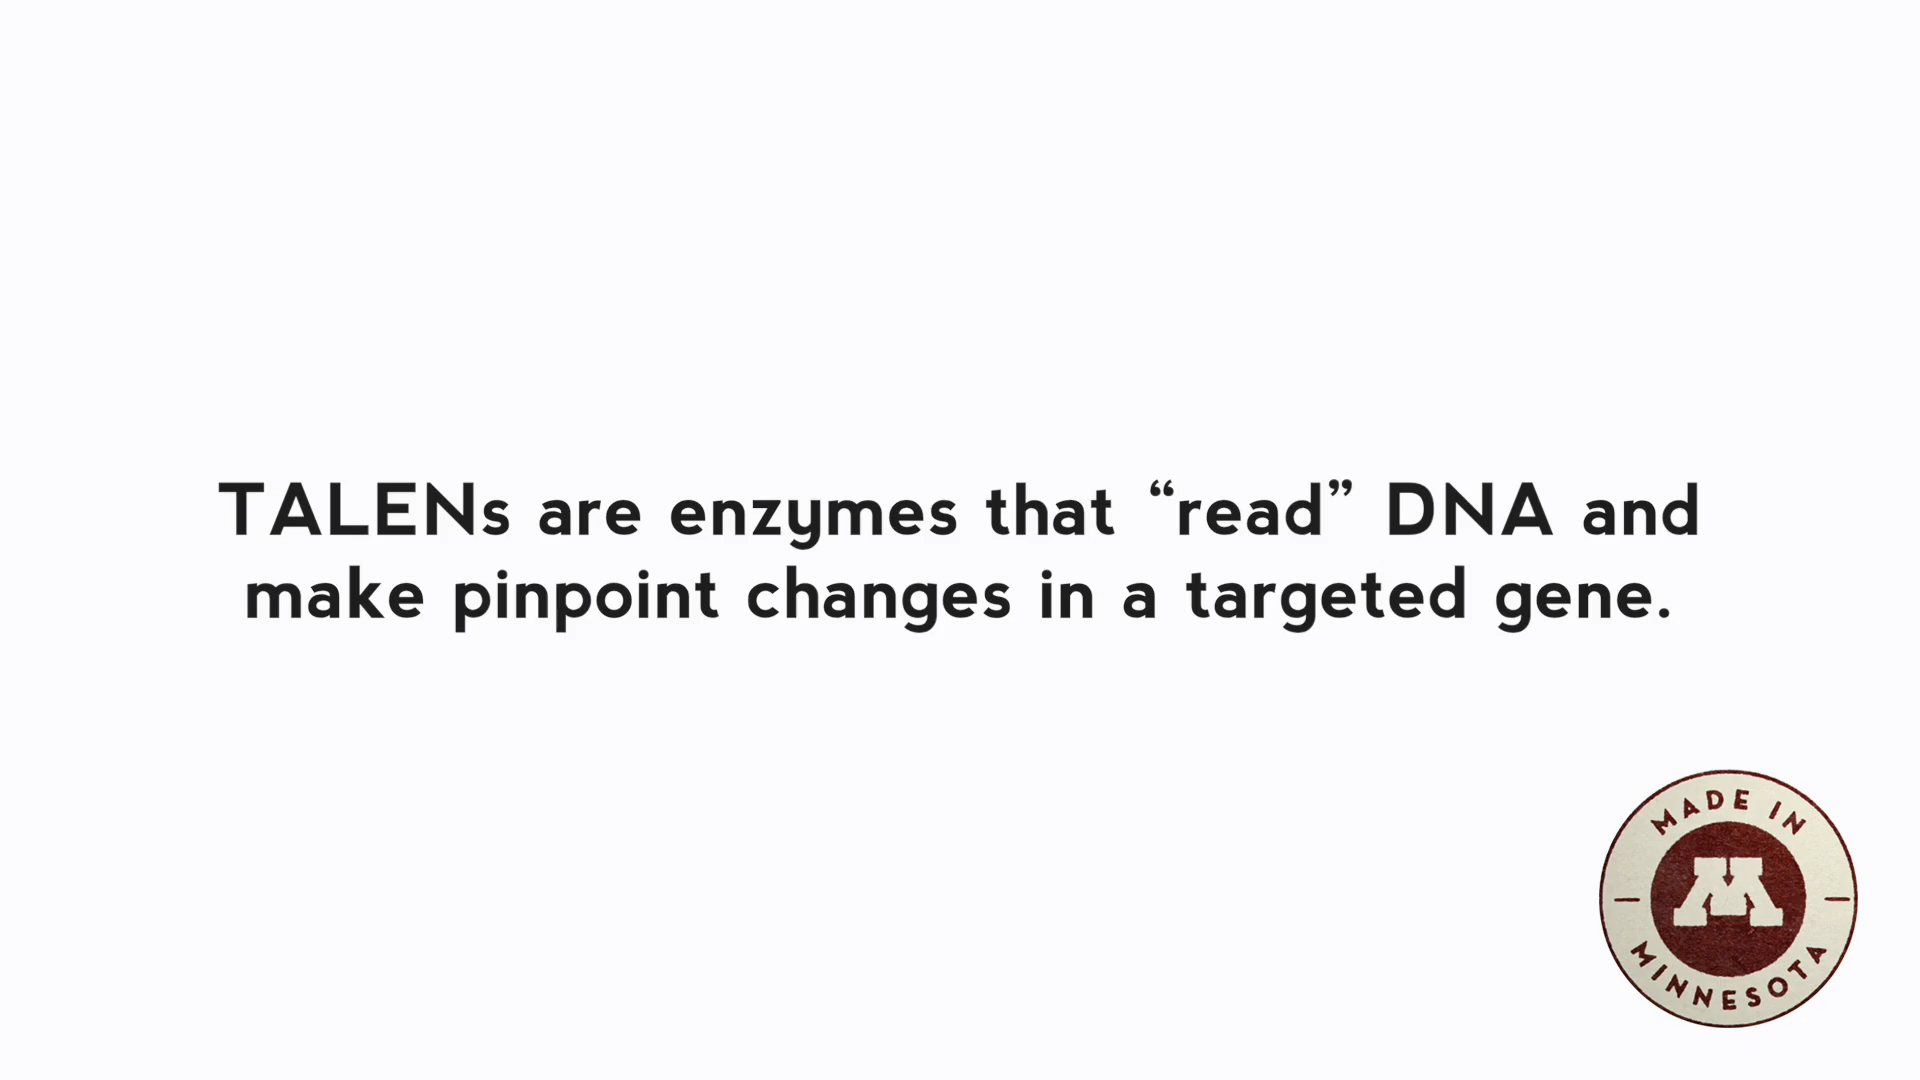 TALENs are enzymes that “read” DNA and
make pinpoint changes in a targeted gene.
MADE IN
M
MINNESOTA